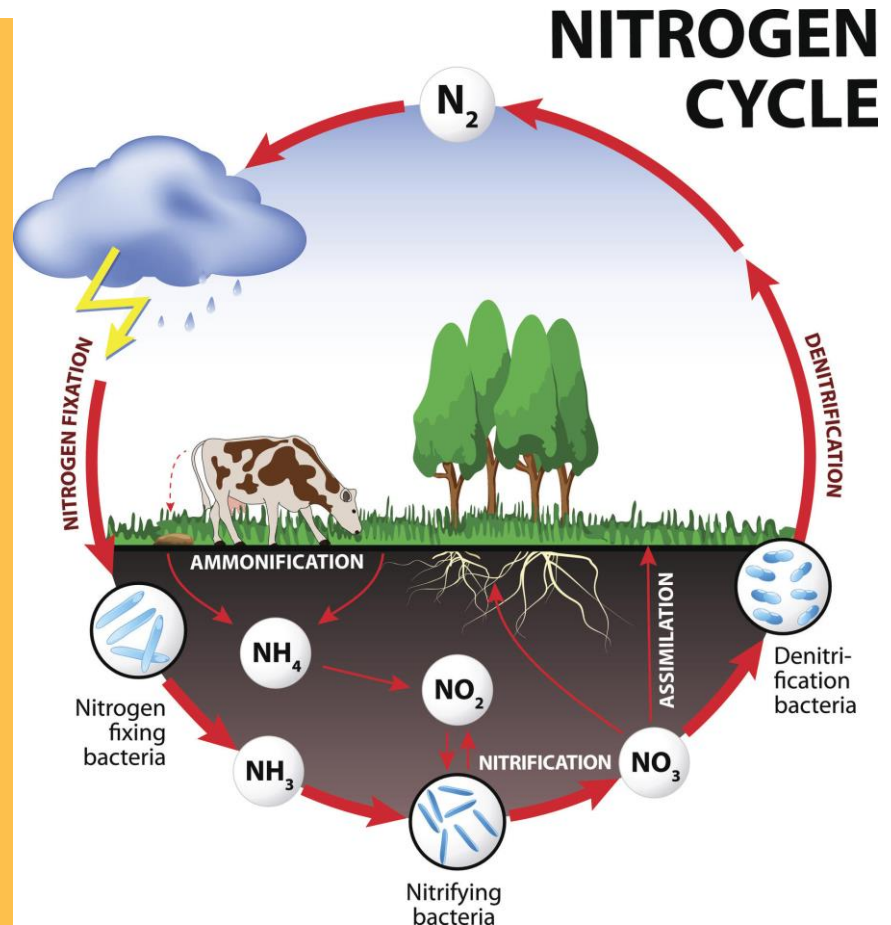 NITROGEN
CYCLE
N₂
NITROGEN FIXATION
DENITRIFICATION
AMMONIFICATION
NH₄
NO₂
ASSIMILATION
Denitri-
fication
bacteria
Nitrogen
fixing
bacteria
NH₃
NITRIFICATION
NO₃
Nitrifying
bacteria